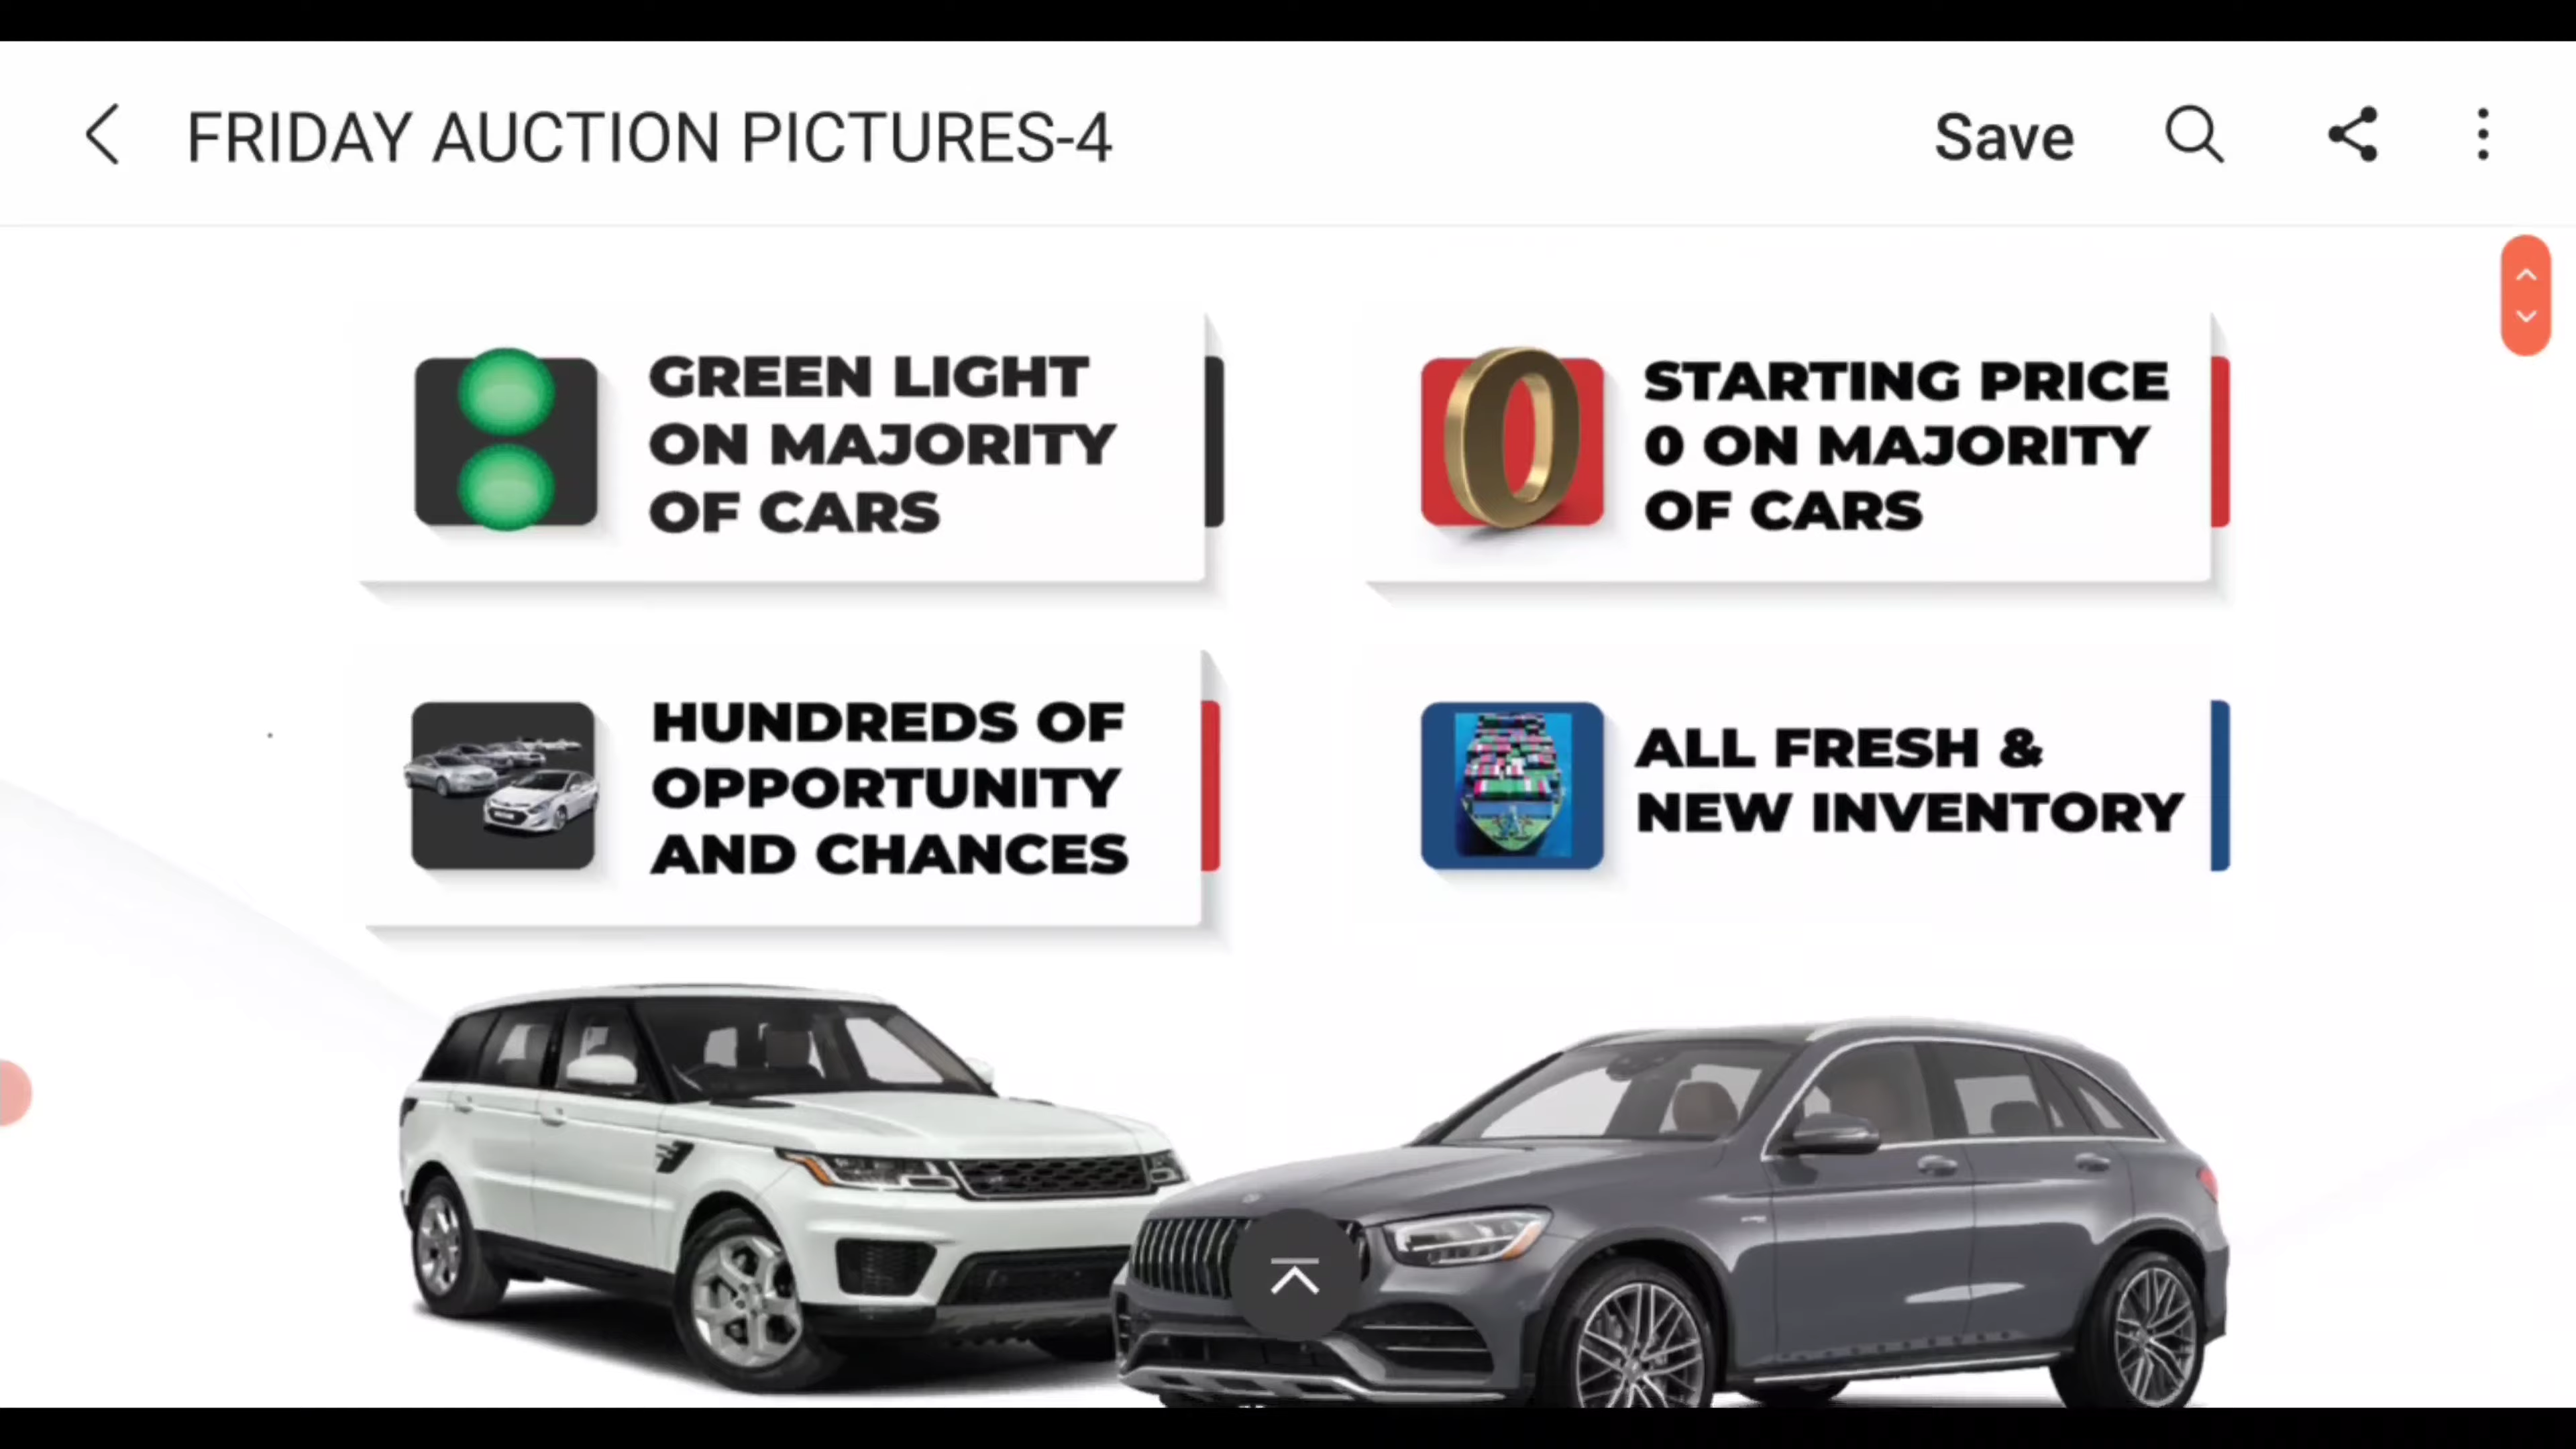 FRIDAY AUCTION PICTURES-4
Save
GREEN LIGHT
ON MAJORITY
OF CARS
0
STARTING PRICE
0 ON MAJORITY
OF CARS
HUNDREDS OF
OPPORTUNITY
AND CHANCES
ALL FRESH &
NEW INVENTORY